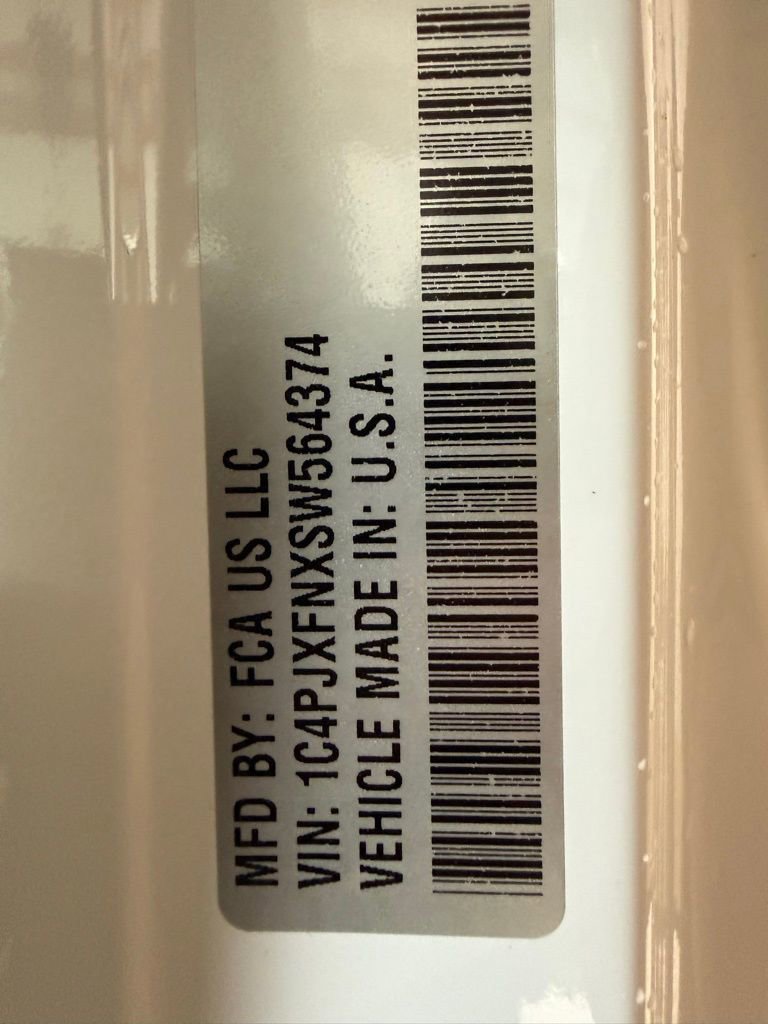 MFD BY: FCA US LLC
VIN: 1C4PJXFNXSW564374
VEHICLE MADE IN: U.S.A.